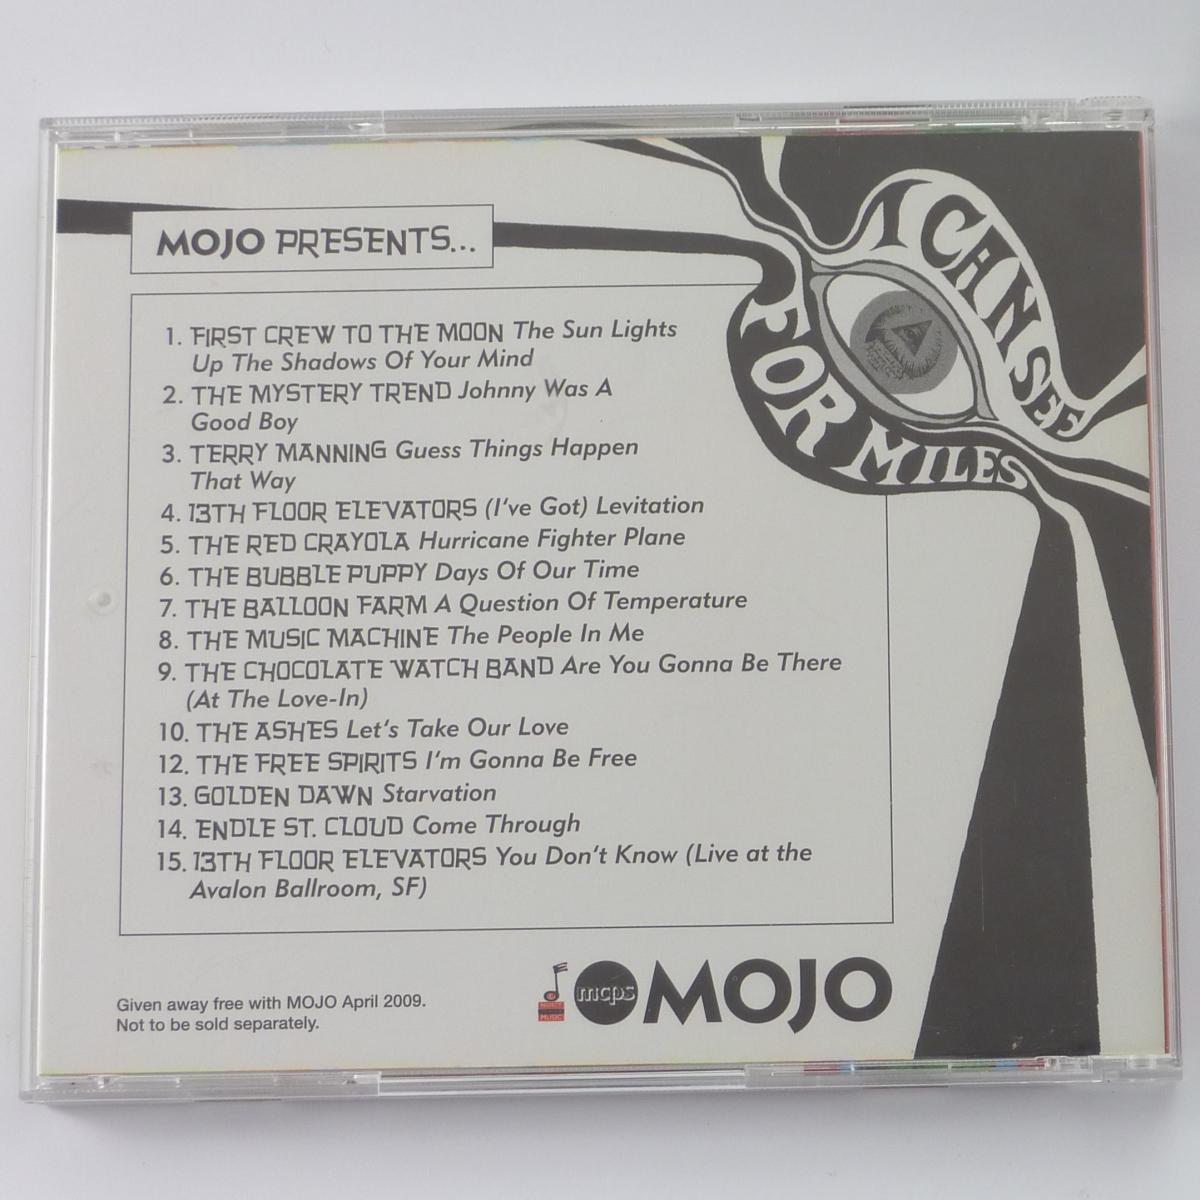 MOJO PRESENTS...
I CAN SEE
FOR MILES
1. FIRST CREW TO THE MOON The Sun Lights
Up The Shadows Of Your Mind
2. THE MYSTERY TREND Johnny Was A
Good Boy
3. TERRY MANNING Guess Things Happen
That Way
4. 13TH FLOOR ELEVATORS (I've Got) Levitation
5. THE RED CRAYOLA Hurricane Fighter Plane
6. THE BUBBLE PUPPY Days Of Our Time
7. THE BALLOON FARM A Question Of Temperature
8. THE MUSIC MACHINE The People In Me
9. THE CHOCOLATE WATCH BAND Are You Gonna Be There
(At The Love-In)
10. THE ASHES Let's Take Our Love
12. THE FREE SPIRITS I'm Gonna Be Free
13. GOLDEN DAWN Starvation
14. ENDLE ST. CLOUD Come Through
15. 13TH FLOOR ELEVATORS You Don't Know (Live at the
Avalon Ballroom, SF)
Given away free with MOJO April 2009.
Not to be sold separately.
MUSIC
mcps
MOJO